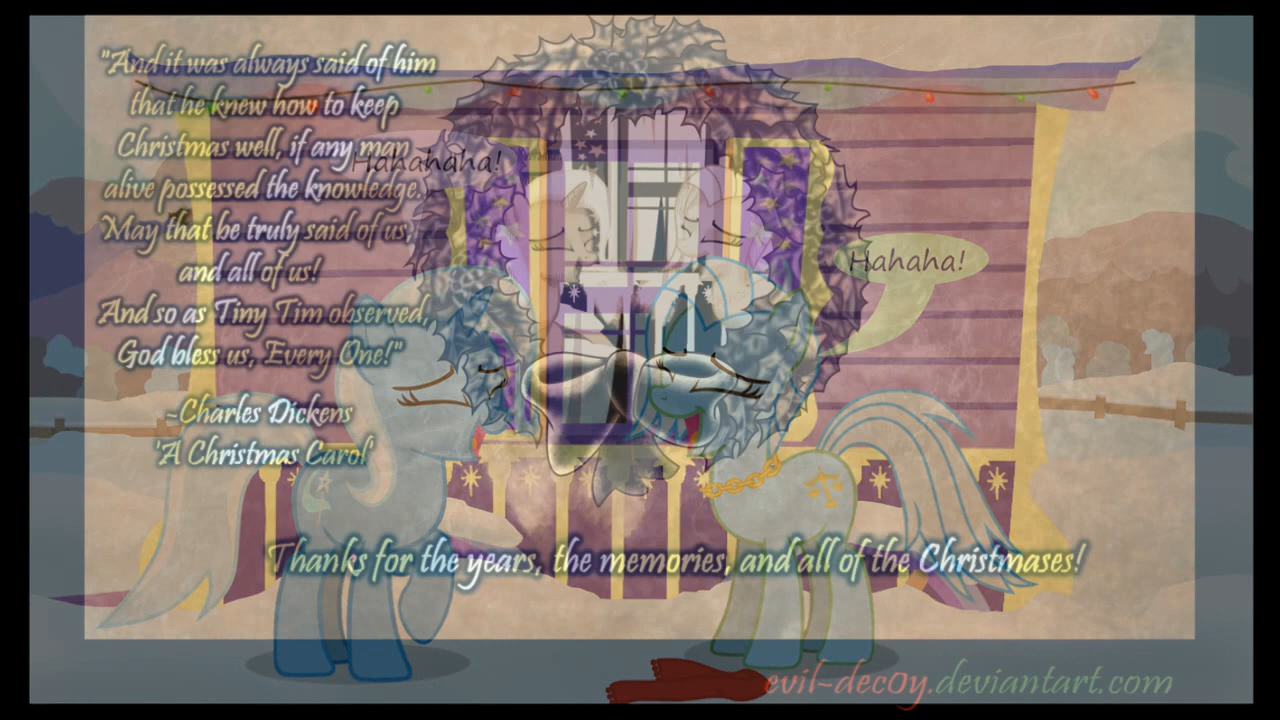 "And it was always said of him
that he knew how to keep
Christmas well, if any man
alive possessed the knowledge.
May that be truly said of us,
and all of us!
And so as Tiny Tim observed,
God bless us, Every One!"
~Charles Dickens
'A Christmas Carol'
Hahahaha!
Hahaha!
Thanks for the years, the memories, and all of the Christmases!
evil-dec0y.deviantart.com